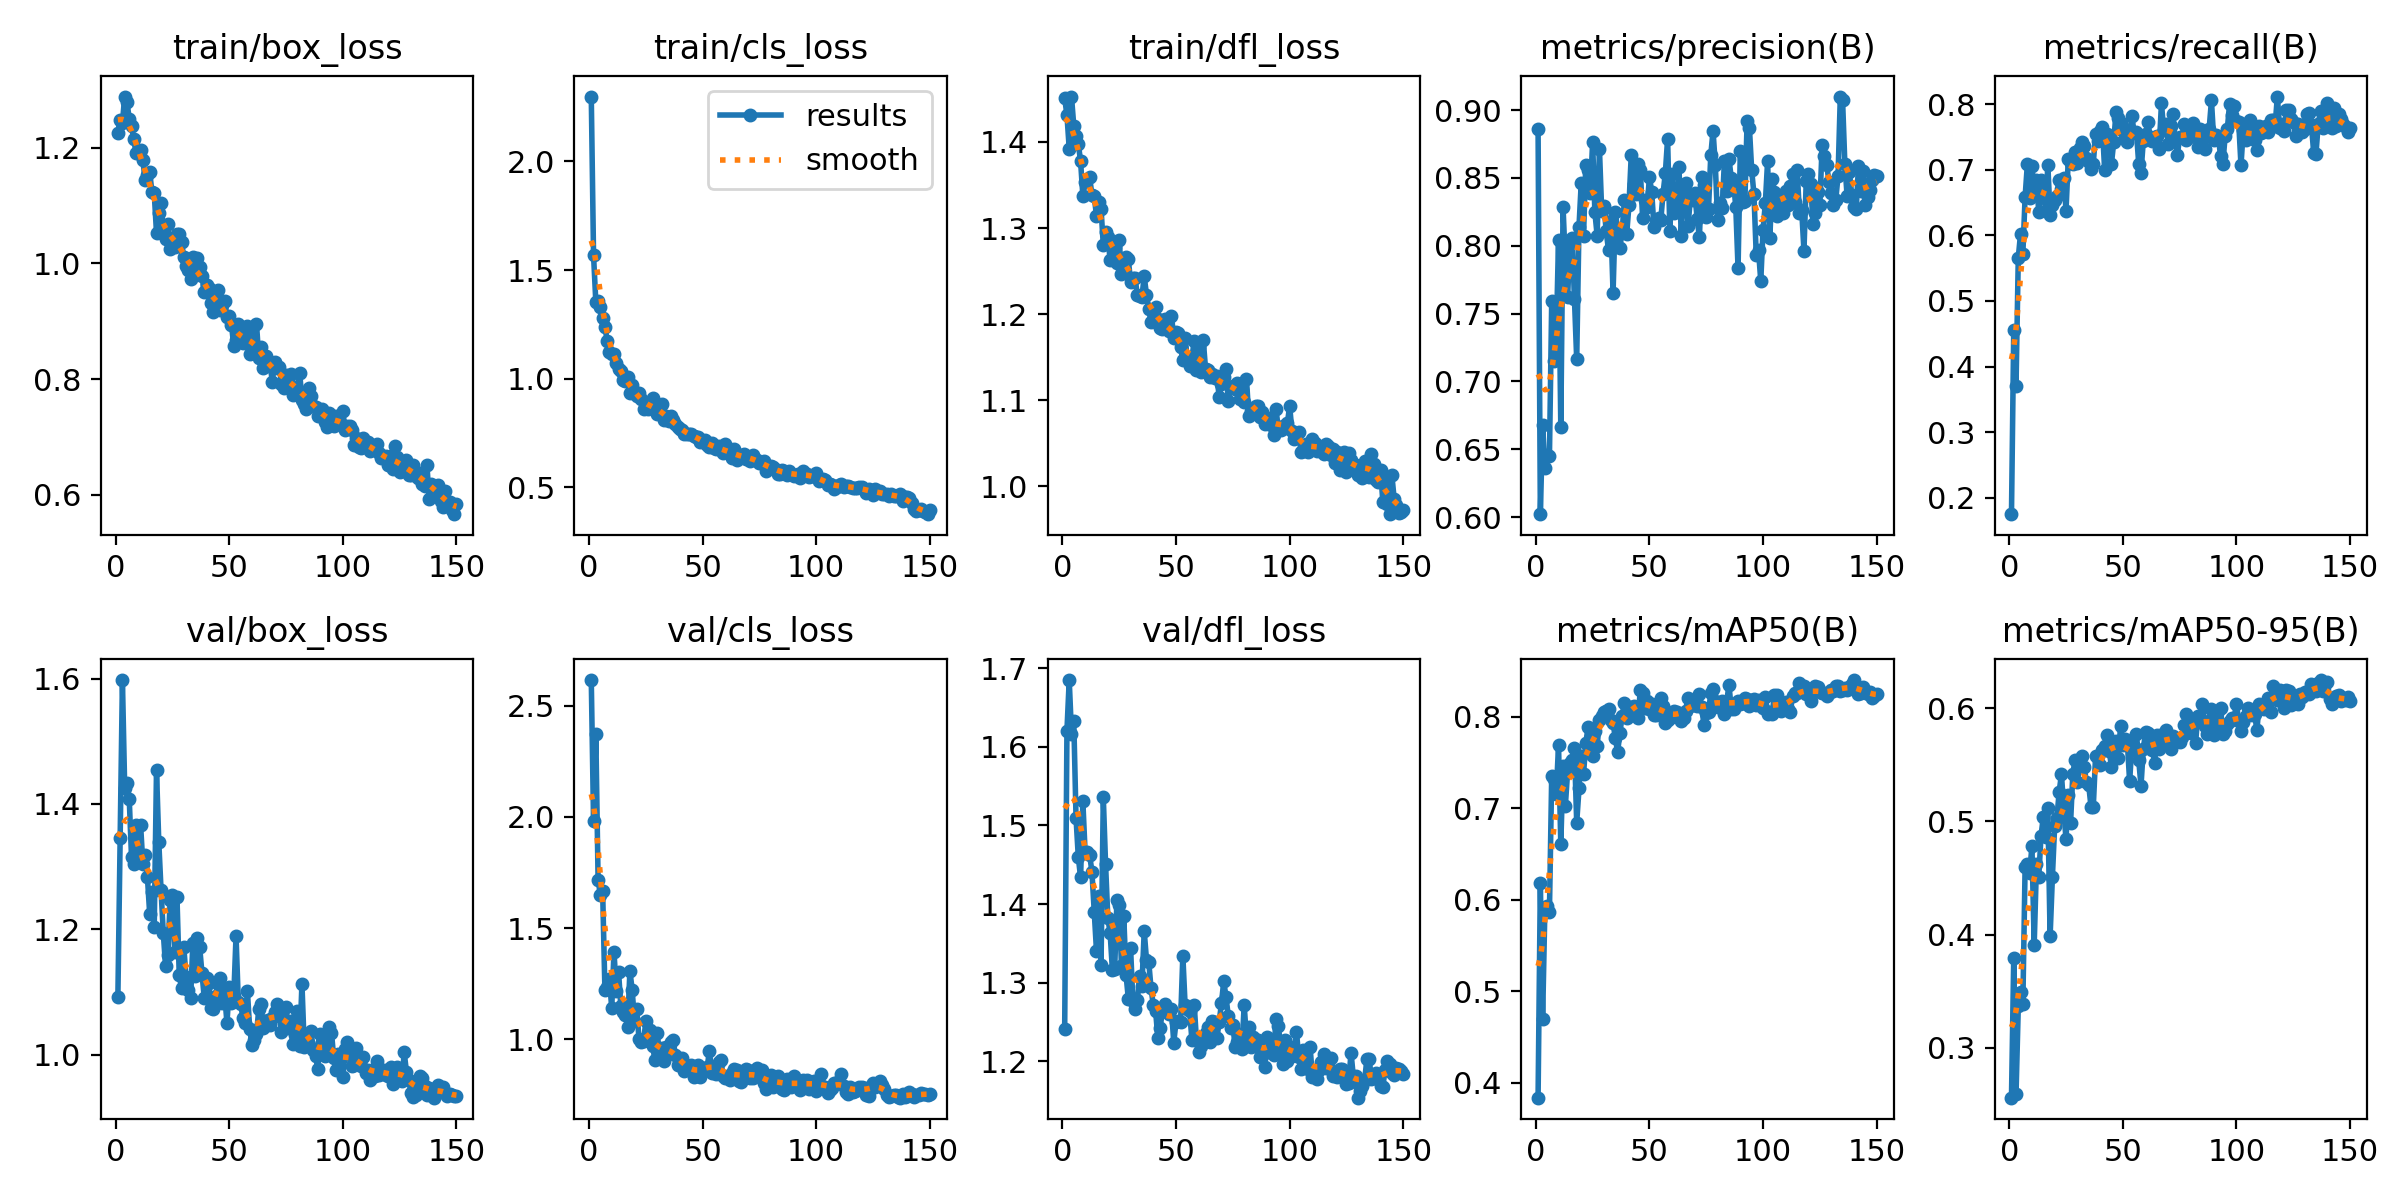 train/box_loss
train/cls_loss
train/dfl_loss
metrics/precision(B)
metrics/recall(B)
results
smooth
1.2
1.0
0.8
0.6
0 50 100 150
2.0
1.5
1.0
0.5
0 50 100 150
1.4
1.3
1.2
1.1
1.0
0 50 100 150
0.90
0.85
0.80
0.75
0.70
0.65
0.60
0 50 100 150
0.8
0.7
0.6
0.5
0.4
0.3
0.2
0 50 100 150
val/box_loss
val/cls_loss
val/dfl_loss
metrics/mAP50(B)
metrics/mAP50-95(B)
1.6
1.4
1.2
1.0
0 50 100 150
2.5
2.0
1.5
1.0
0 50 100 150
1.7
1.6
1.5
1.4
1.3
1.2
0 50 100 150
0.8
0.7
0.6
0.5
0.4
0 50 100 150
0.6
0.5
0.4
0.3
0 50 100 150